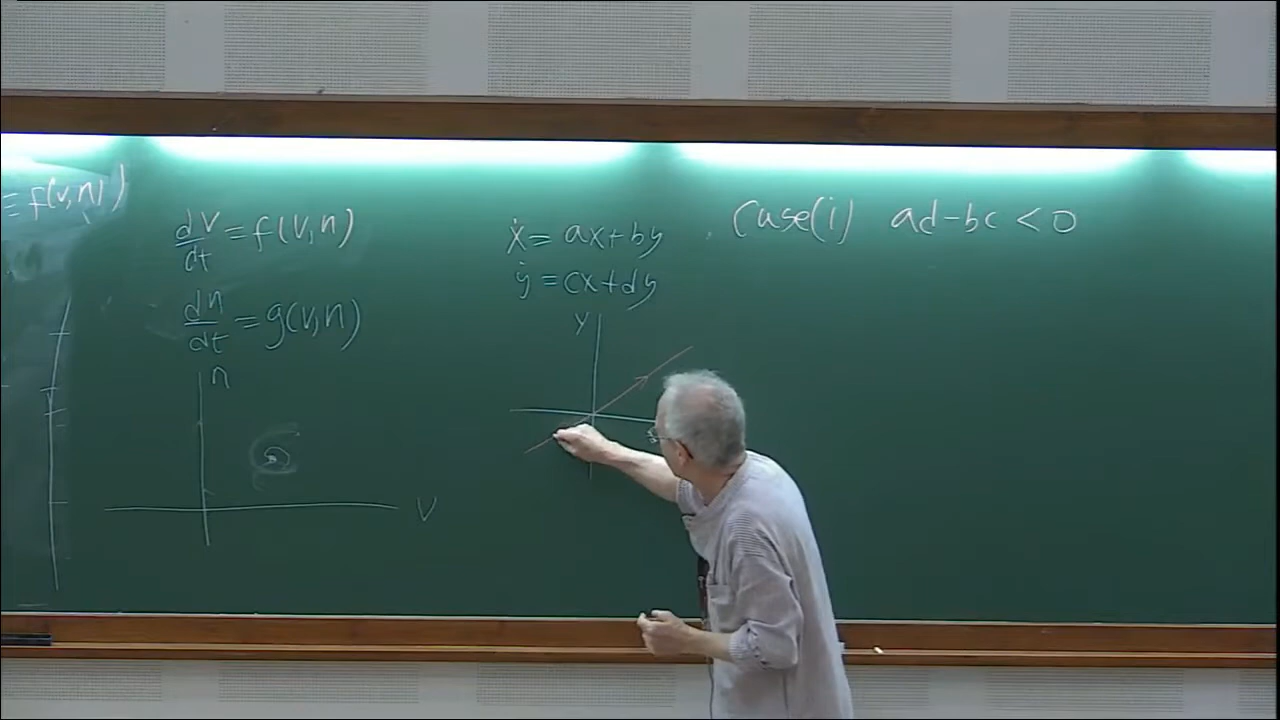 ≡ f(v,n)
dv/dt = f(v,n)
dn/dt = g(v,n)
n
v
ẋ = ax+by
ẏ = cx+dy
y
Case(i) ad-bc < 0